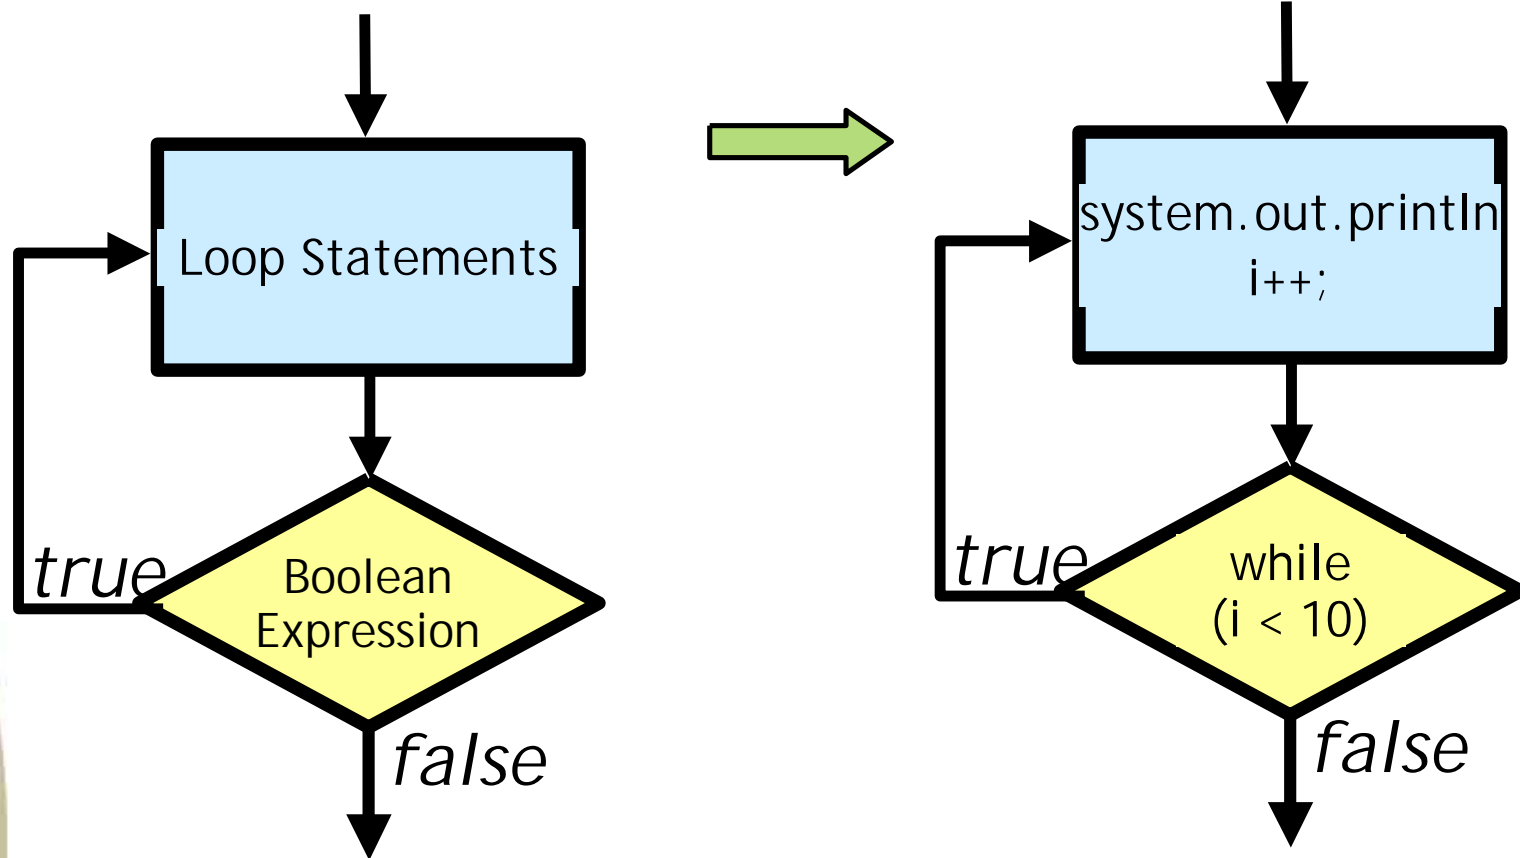 Loop Statements
true
Boolean
Expression
false
system.out.println
i++;
true
while
(i < 10)
false